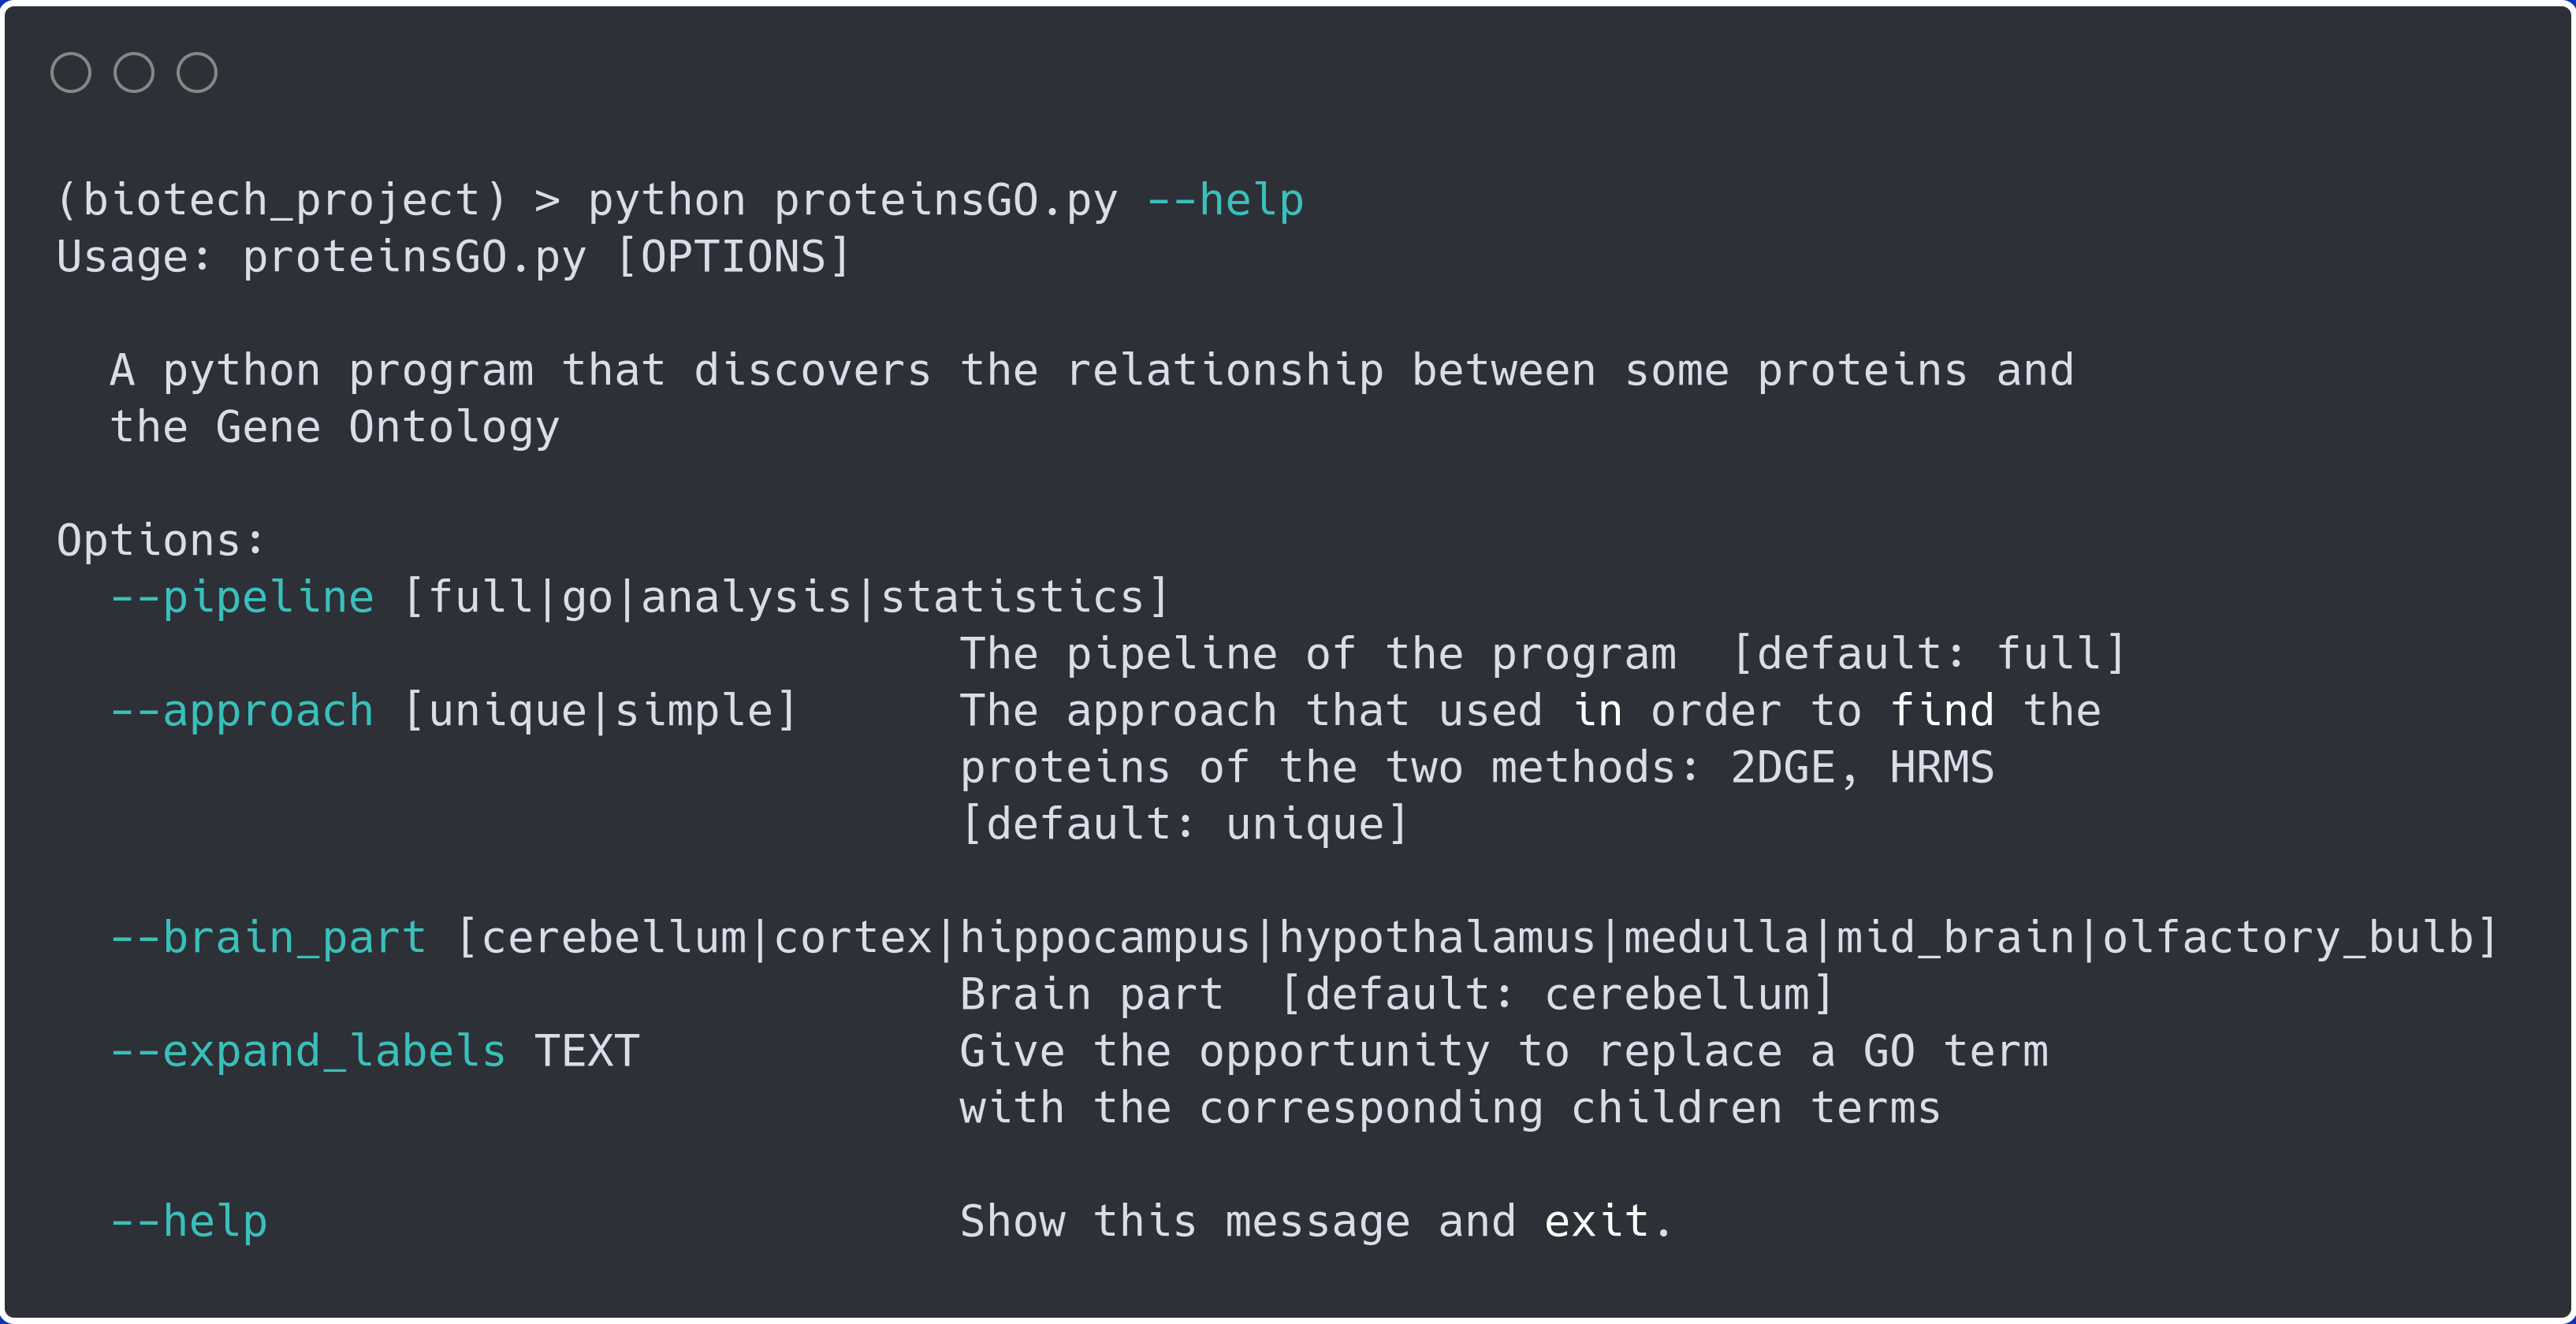 (biotech_project) > python proteinsGO.py --help
Usage: proteinsGO.py [OPTIONS]
A python program that discovers the relationship between some proteins and
the Gene Ontology
Options:
--pipeline [full|go|analysis|statistics]
The pipeline of the program  [default: full]
--approach [unique|simple]      The approach that used in order to find the
proteins of the two methods: 2DGE, HRMS
[default: unique]
--brain_part [cerebellum|cortex|hippocampus|hypothalamus|medulla|mid_brain|olfactory_bulb]
Brain part  [default: cerebellum]
--expand_labels TEXT            Give the opportunity to replace a GO term
with the corresponding children terms
--help                          Show this message and exit.